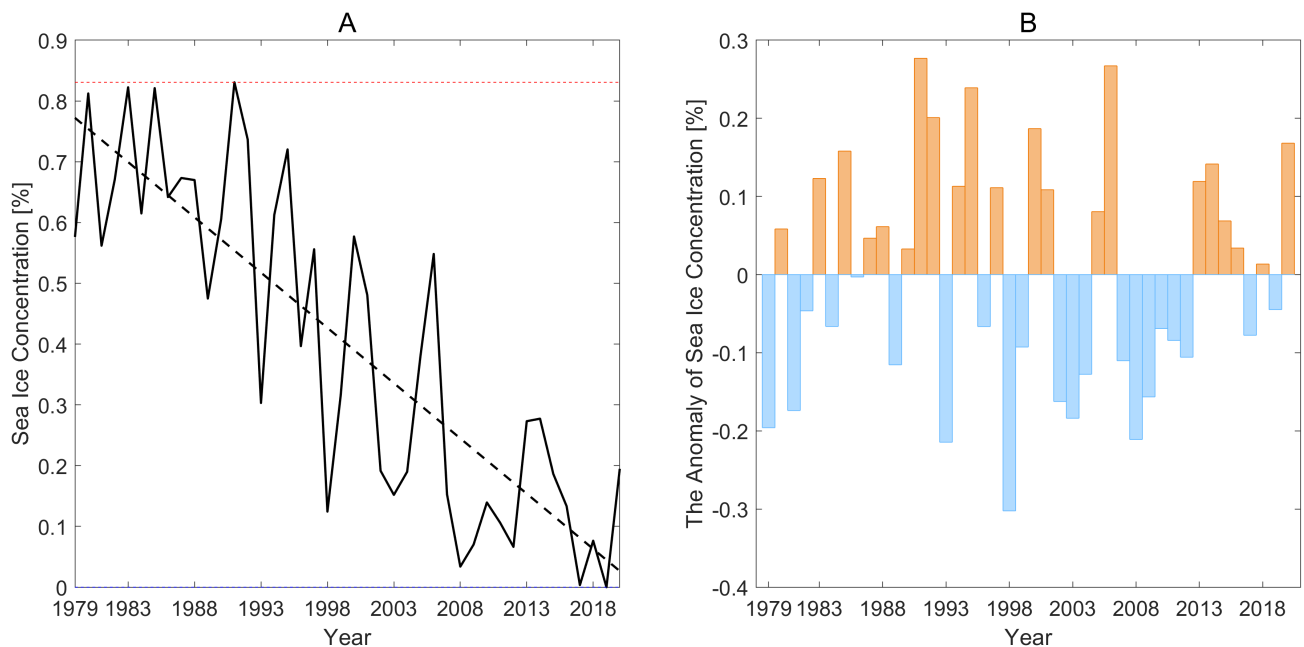 A
Sea Ice Concentration [%]
0.9
0.8
0.7
0.6
0.5
0.4
0.3
0.2
0.1
0
1979 1983 1988 1993 1998 2003 2008 2013 2018
Year
B
The Anomaly of Sea Ice Concentration [%]
0.3
0.2
0.1
0
-0.1
-0.2
-0.3
-0.4
1979 1983 1988 1993 1998 2003 2008 2013 2018
Year